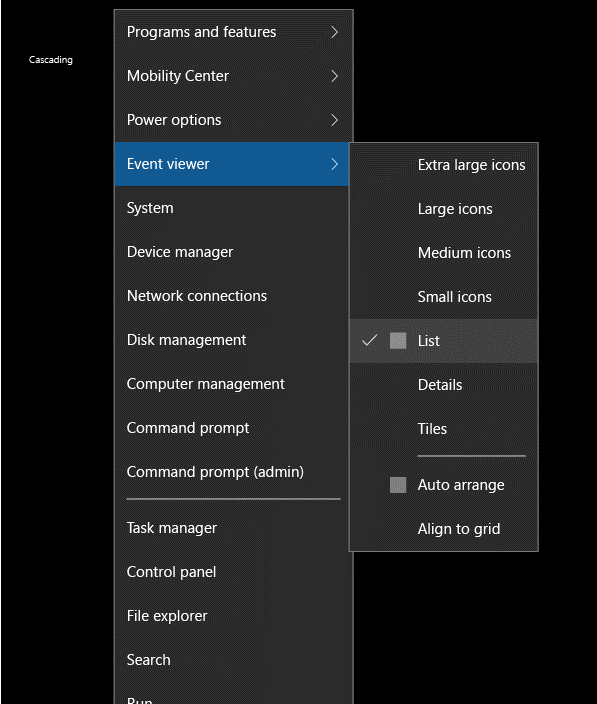 Cascading
Programs and features
Mobility Center
Power options
Event viewer
System
Device manager
Network connections
Disk management
Computer management
Command prompt
Command prompt (admin)
Task manager
Control panel
File explorer
Search
Run
Extra large icons
Large icons
Medium icons
Small icons
List
Details
Tiles
Auto arrange
Align to grid